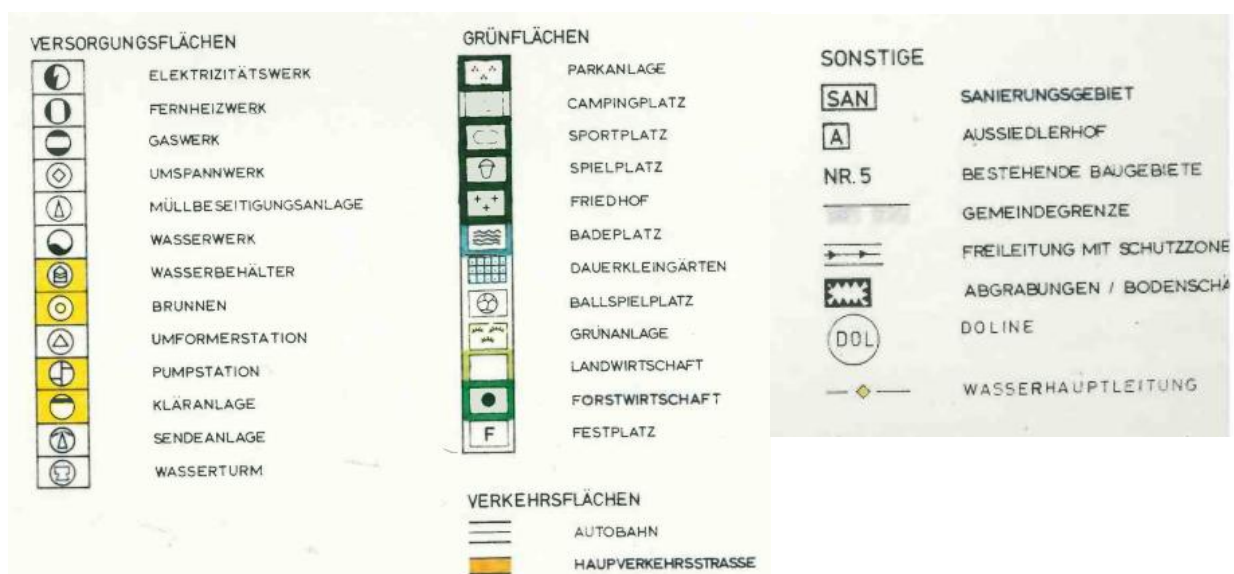 VERSORGUNGSFLÄCHEN
ELEKTRIZITÄTSWERK
FERNHEIZWERK
GASWERK
UMSPANNWERK
MÜLLBESEITIGUNGSANLAGE
WASSERWERK
WASSERBEHÄLTER
BRUNNEN
UMFORMERSTATION
PUMPSTATION
KLÄRANLAGE
SENDEANLAGE
WASSERTURM
GRÜNFLÄCHEN
PARKANLAGE
CAMPINGPLATZ
SPORTPLATZ
SPIELPLATZ
FRIEDHOF
BADEPLATZ
DAUERKLEINGÄRTEN
BALLSPIELPLATZ
GRÜNANLAGE
LANDWIRTSCHAFT
FORSTWIRTSCHAFT
F FESTPLATZ
VERKEHRSFLÄCHEN
AUTOBAHN
HAUPVERKEHRSSTRASSE
SONSTIGE
SAN SANIERUNGSGEBIET
A AUSSIEDLERHOF
NR. 5 BESTEHENDE BAUGEBIETE
GEMEINDEGRENZE
FREILEITUNG MIT SCHUTZZONE
ABGRABUNGEN / BODENSCHÄ
DOL DOLINE
WASSERHAUPTLEITUNG